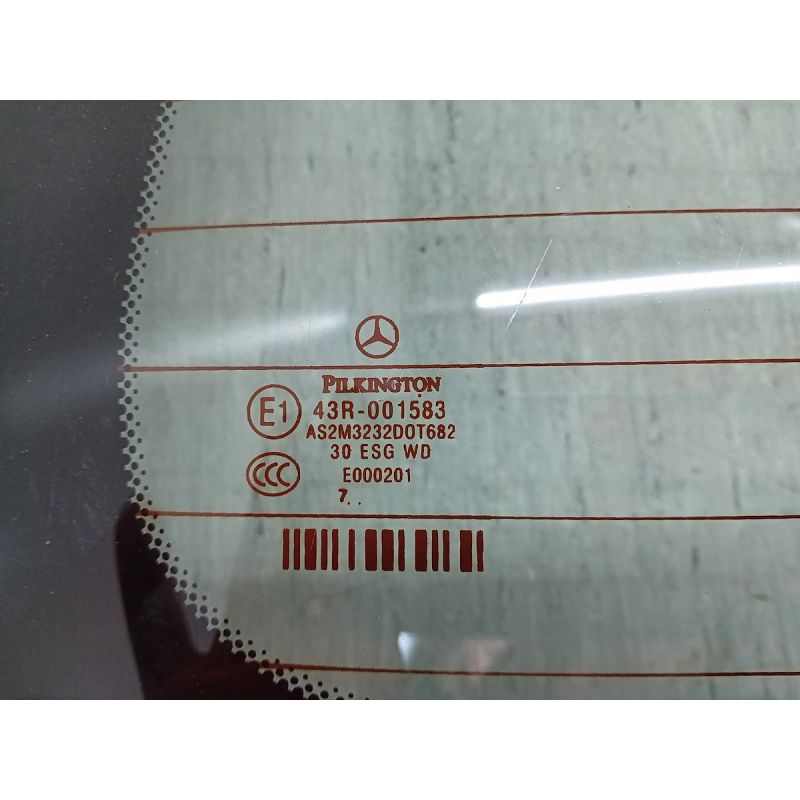 PILKINGTON
E1 43R-001583
AS2M3232DOT682
30 ESG WD
CCC E000201
7..